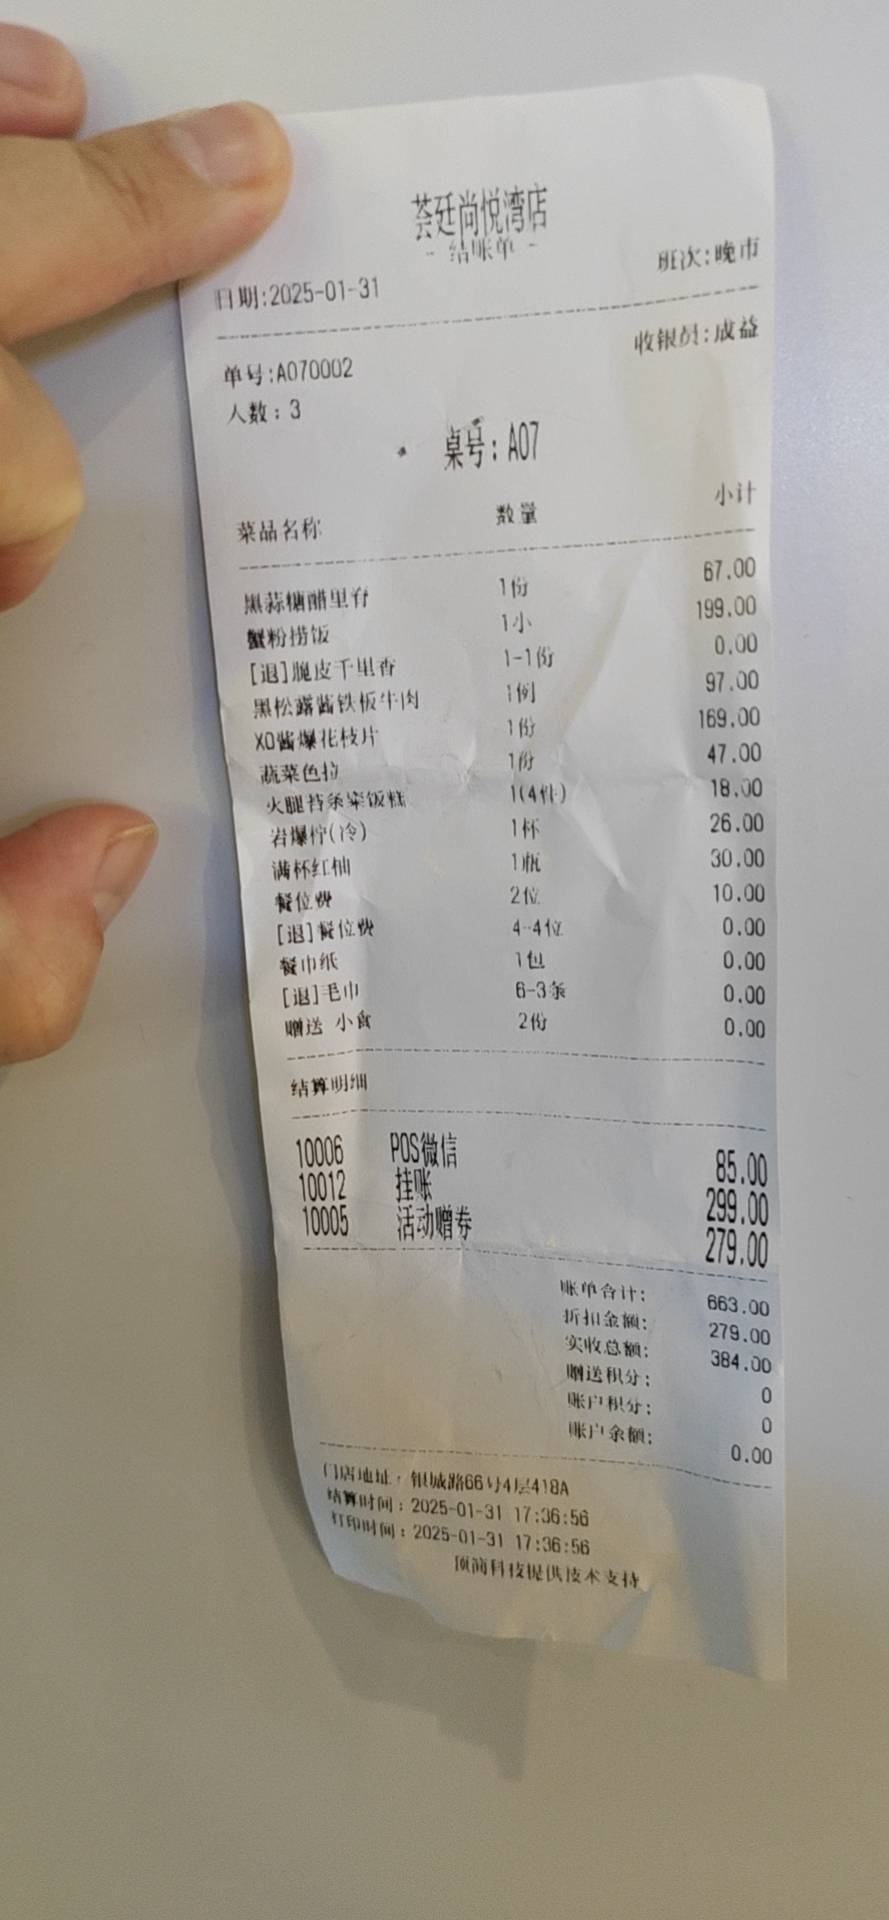 荟廷尚悦湾店
- 结账单 -
日期:2025-01-31 班次:晚市
单号:A070002 收银员:成益
人数: 3
桌号: A07
菜品名称 数量 小计
黑蒜糖醋里脊 1份 67.00
蟹粉捞饭 1小 199.00
[退]脆皮千里香 1-1份 0.00
黑松露酱铁板牛肉 1例 97.00
XO酱爆花枝片 1份 169.00
蔬菜色拉 1份 47.00
火腿苔条粢饭糕 1(4件) 18.00
岩爆柠(冷) 1杯 26.00
满杯红柚 1瓶 30.00
餐位费 2位 10.00
[退]餐位费 4-4位 0.00
餐巾纸 1包 0.00
[退]毛巾 6-3条 0.00
赠送 小食 2份 0.00
结算明细
10006 POS微信 85.00
10012 挂账 299.00
10005 活动赠券 279.00
账单合计: 663.00
折扣金额: 279.00
实收总额: 384.00
赠送积分: 0
账户积分: 0
账户余额: 0.00
门店地址: 银城路66号4层418A
结算时间: 2025-01-31 17:36:56
打印时间: 2025-01-31 17:36:56
顶商科技提供技术支持